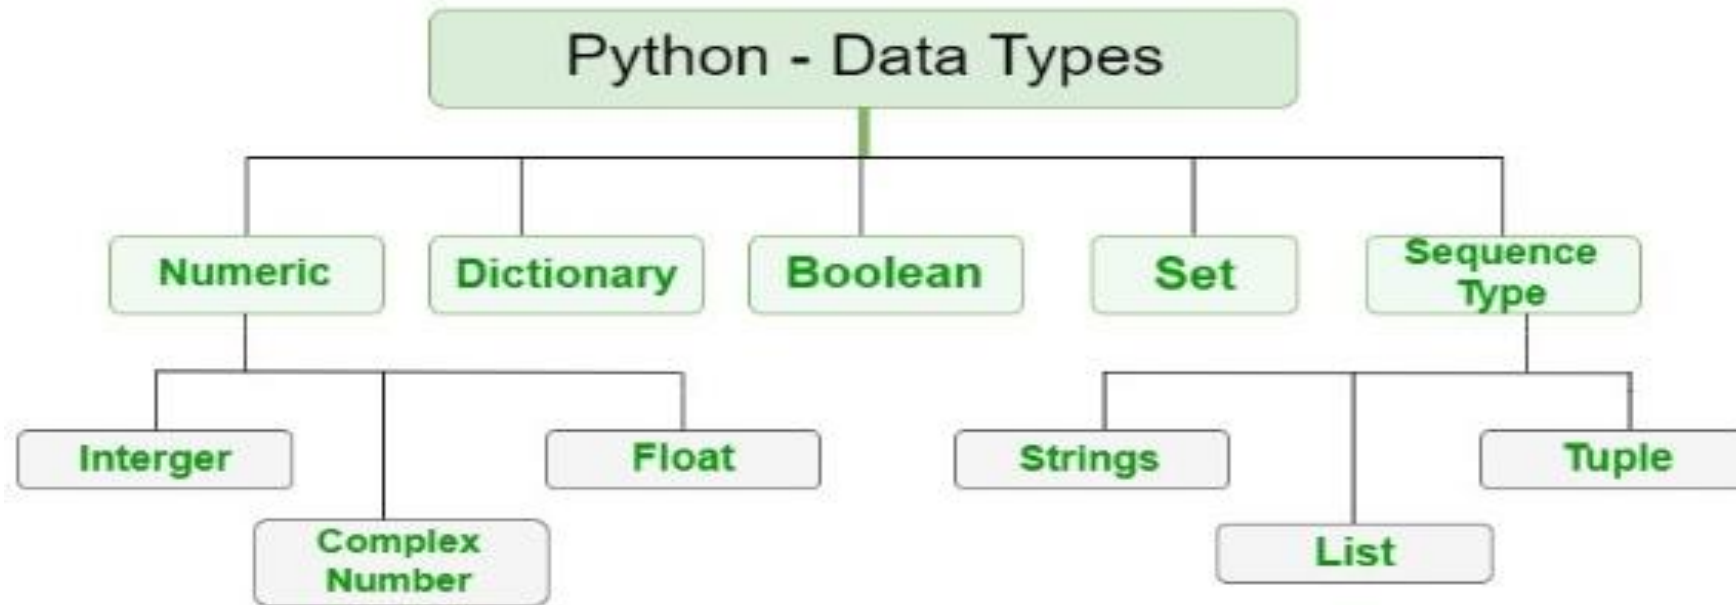 Python - Data Types
Numeric
Dictionary
Boolean
Set
Sequence
Type
Interger
Complex
Number
Float
Strings
List
Tuple